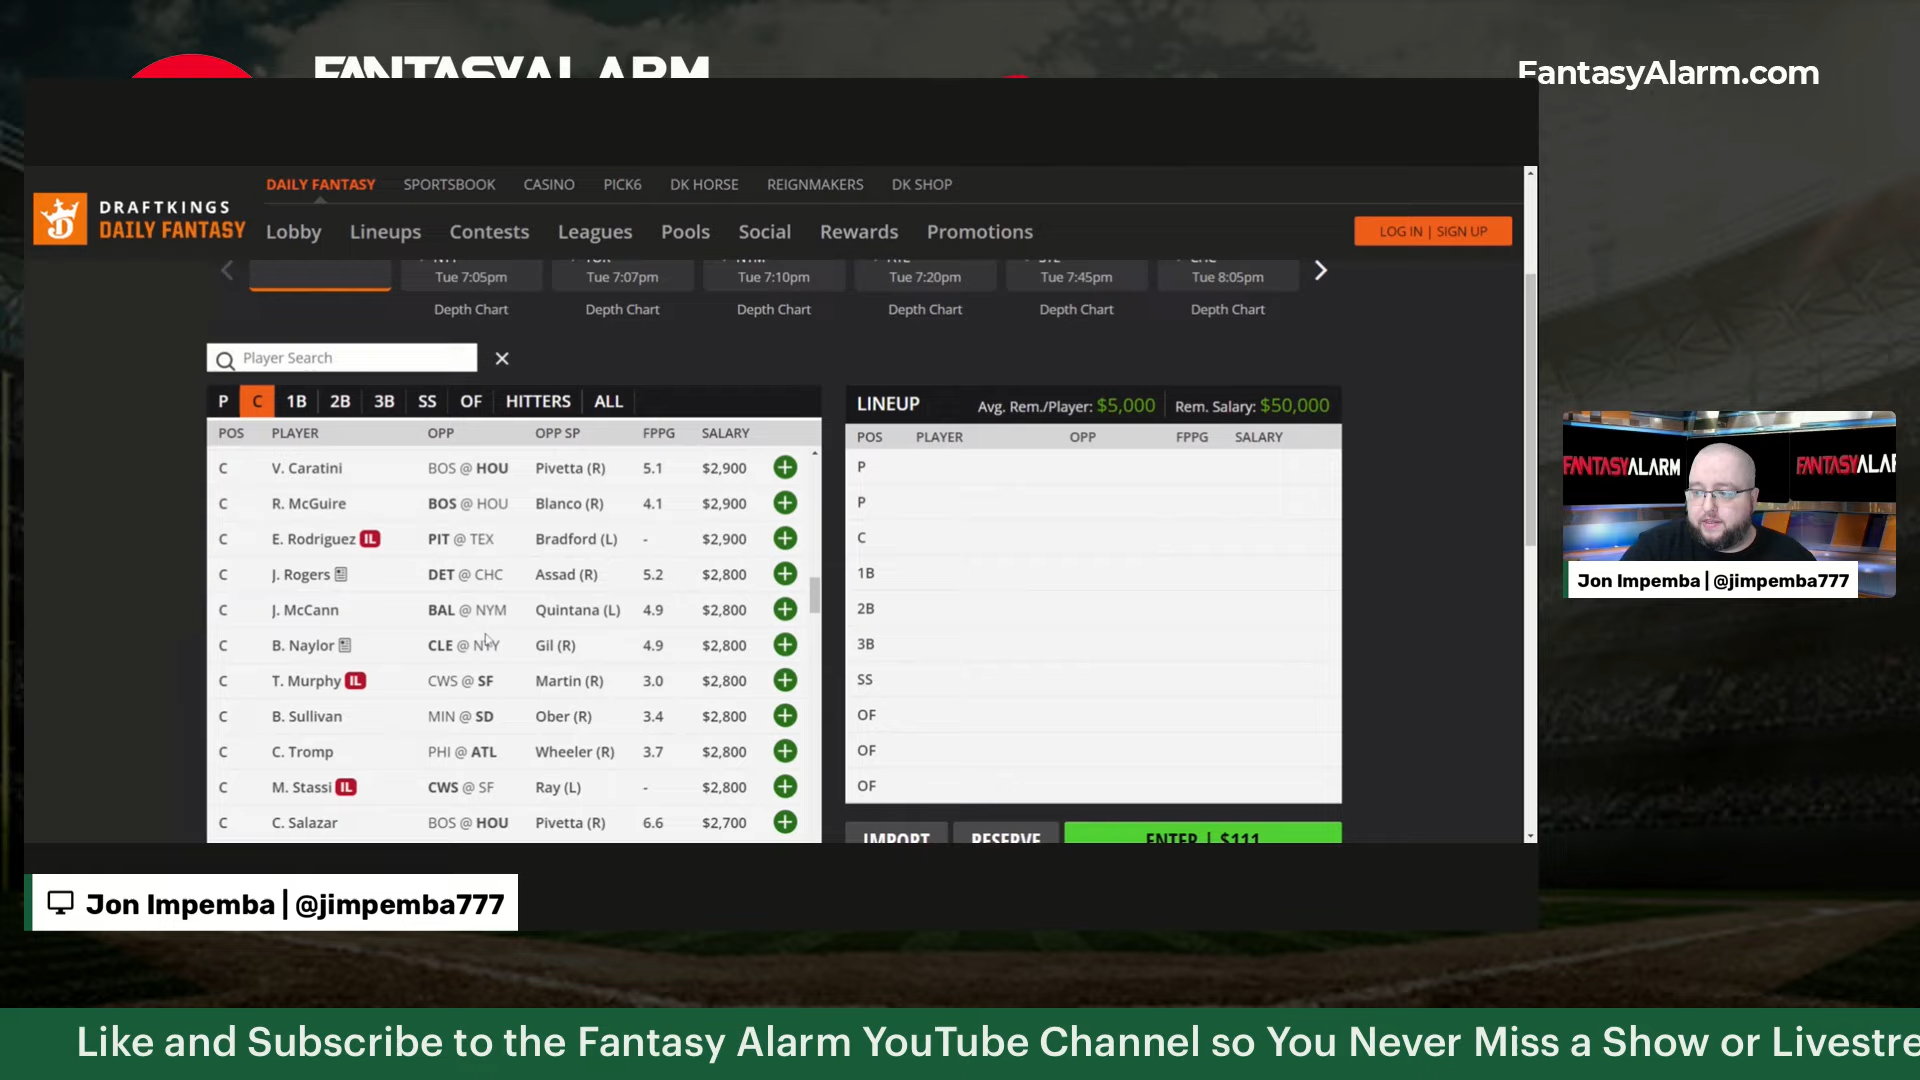 FANTASYALARM
FantasyAlarm.com
DAILY FANTASY SPORTSBOOK CASINO PICK6 DK HORSE REIGNMAKERS DK SHOP
DRAFTKINGS
DAILY FANTASY
Lobby Lineups Contests Leagues Pools Social Rewards Promotions
LOG IN | SIGN UP
Tue 7:05pm Tue 7:07pm Tue 7:10pm Tue 7:20pm Tue 7:45pm Tue 8:05pm
Depth Chart Depth Chart Depth Chart Depth Chart Depth Chart Depth Chart
Player Search
P C 1B 2B 3B SS OF HITTERS ALL
POS PLAYER OPP OPP SP FPPG SALARY
C V. Caratini BOS @ HOU Pivetta (R) 5.1 $2,900
C R. McGuire BOS @ HOU Blanco (R) 4.1 $2,900
C E. Rodriguez IL PIT @ TEX Bradford (L) - $2,900
C J. Rogers DET @ CHC Assad (R) 5.2 $2,800
C J. McCann BAL @ NYM Quintana (L) 4.9 $2,800
C B. Naylor CLE @ NYY Gil (R) 4.9 $2,800
C T. Murphy IL CWS @ SF Martin (R) 3.0 $2,800
C B. Sullivan MIN @ SD Ober (R) 3.4 $2,800
C C. Tromp PHI @ ATL Wheeler (R) 3.7 $2,800
C M. Stassi IL CWS @ SF Ray (L) - $2,800
C C. Salazar BOS @ HOU Pivetta (R) 6.6 $2,700
LINEUP Avg. Rem./Player: $5,000 Rem. Salary: $50,000
POS PLAYER OPP FPPG SALARY
P
P
C
1B
2B
3B
SS
OF
OF
OF
IMPORT RESERVE ENTER | $111
FANTASYALARM FANTASYALAR
Jon Impemba | @jimpemba777
Jon Impemba | @jimpemba777
Like and Subscribe to the Fantasy Alarm YouTube Channel so You Never Miss a Show or Livestre